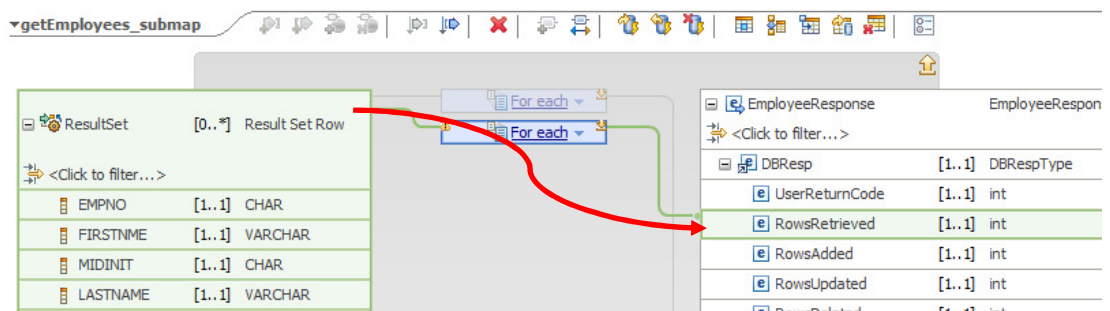 getEmployees_submap
For each
EmployeeResponse EmployeeRespon
ResultSet [0..*] Result Set Row
For each
<Click to filter...>
DBResp [1..1] DBRespType
<Click to filter...>
UserReturnCode [1..1] int
EMPNO [1..1] CHAR
RowsRetrieved [1..1] int
FIRSTNME [1..1] VARCHAR
RowsAdded [1..1] int
MIDINIT [1..1] CHAR
RowsUpdated [1..1] int
LASTNAME [1..1] VARCHAR